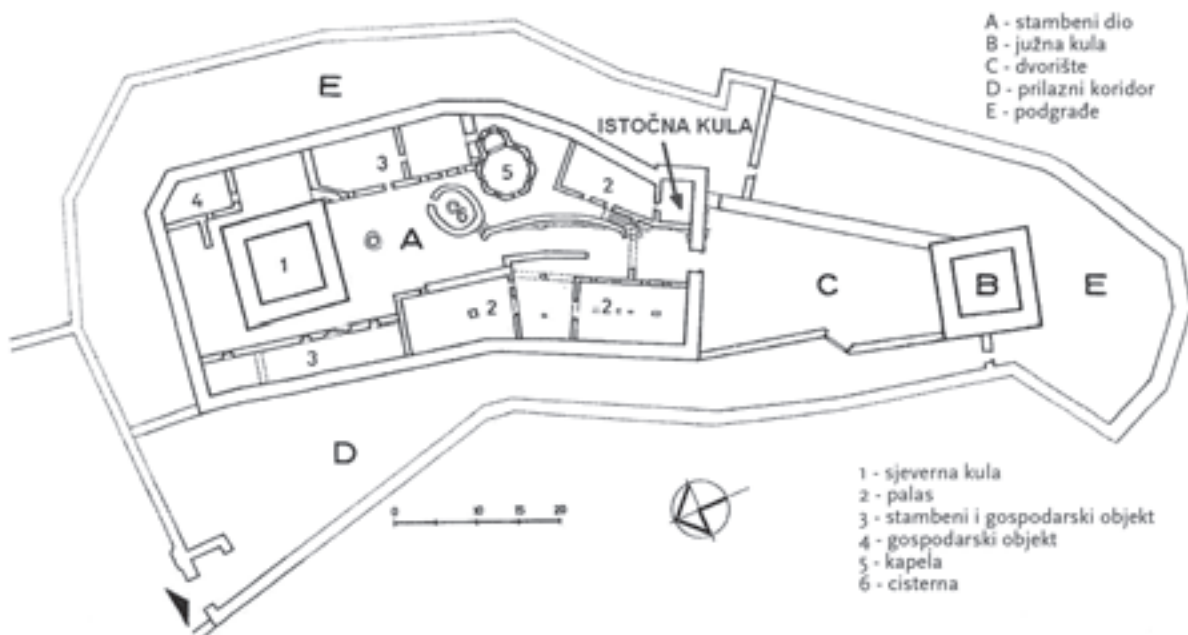 A - stambeni dio
B - južna kula
C - dvorište
D - prilazni koridor
E - podgrađe
E
ISTOČNA KULA
3
5
2
4
6
A
1
C
B
E
2
2
3
D
0 5 10 15 20
1 - sjeverna kula
2 - palas
3 - stambeni i gospodarski objekt
4 - gospodarski objekt
5 - kapela
6 - cisterna